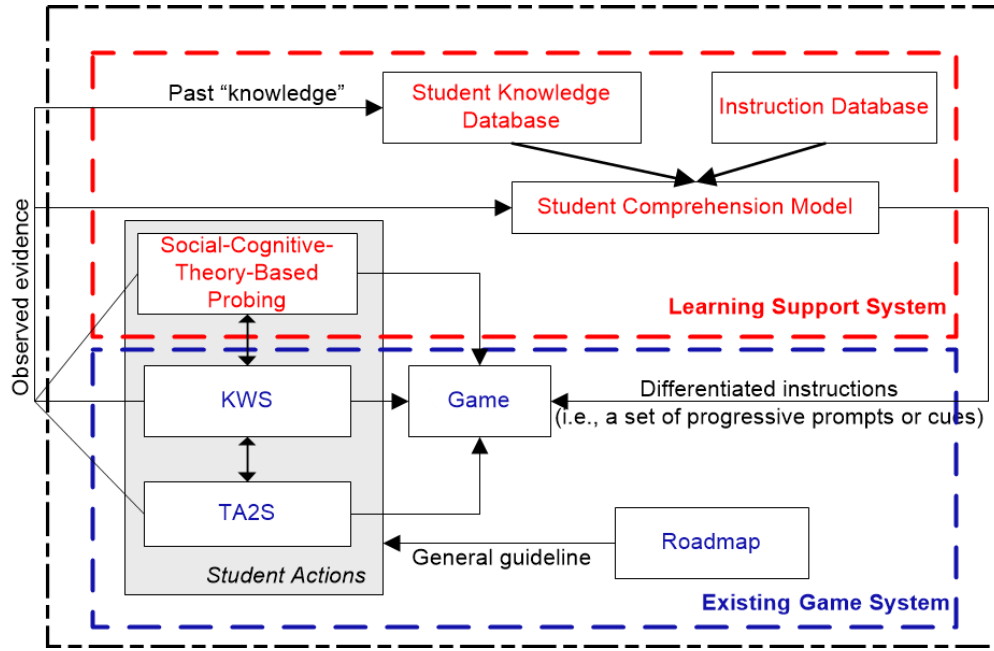 Past “knowledge”
Student Knowledge
Database
Instruction Database
Student Comprehension Model
Observed evidence
Social-Cognitive-
Theory-Based
Probing
Learning Support System
KWS
Game
Differentiated instructions
(i.e., a set of progressive prompts or cues)
TA2S
Roadmap
General guideline
Student Actions
Existing Game System